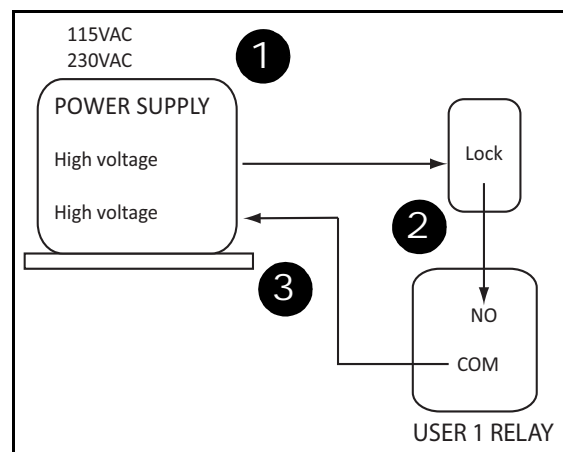 115VAC
230VAC
1
POWER SUPPLY
High voltage
Lock
High voltage
2
3
NO
COM
USER 1 RELAY